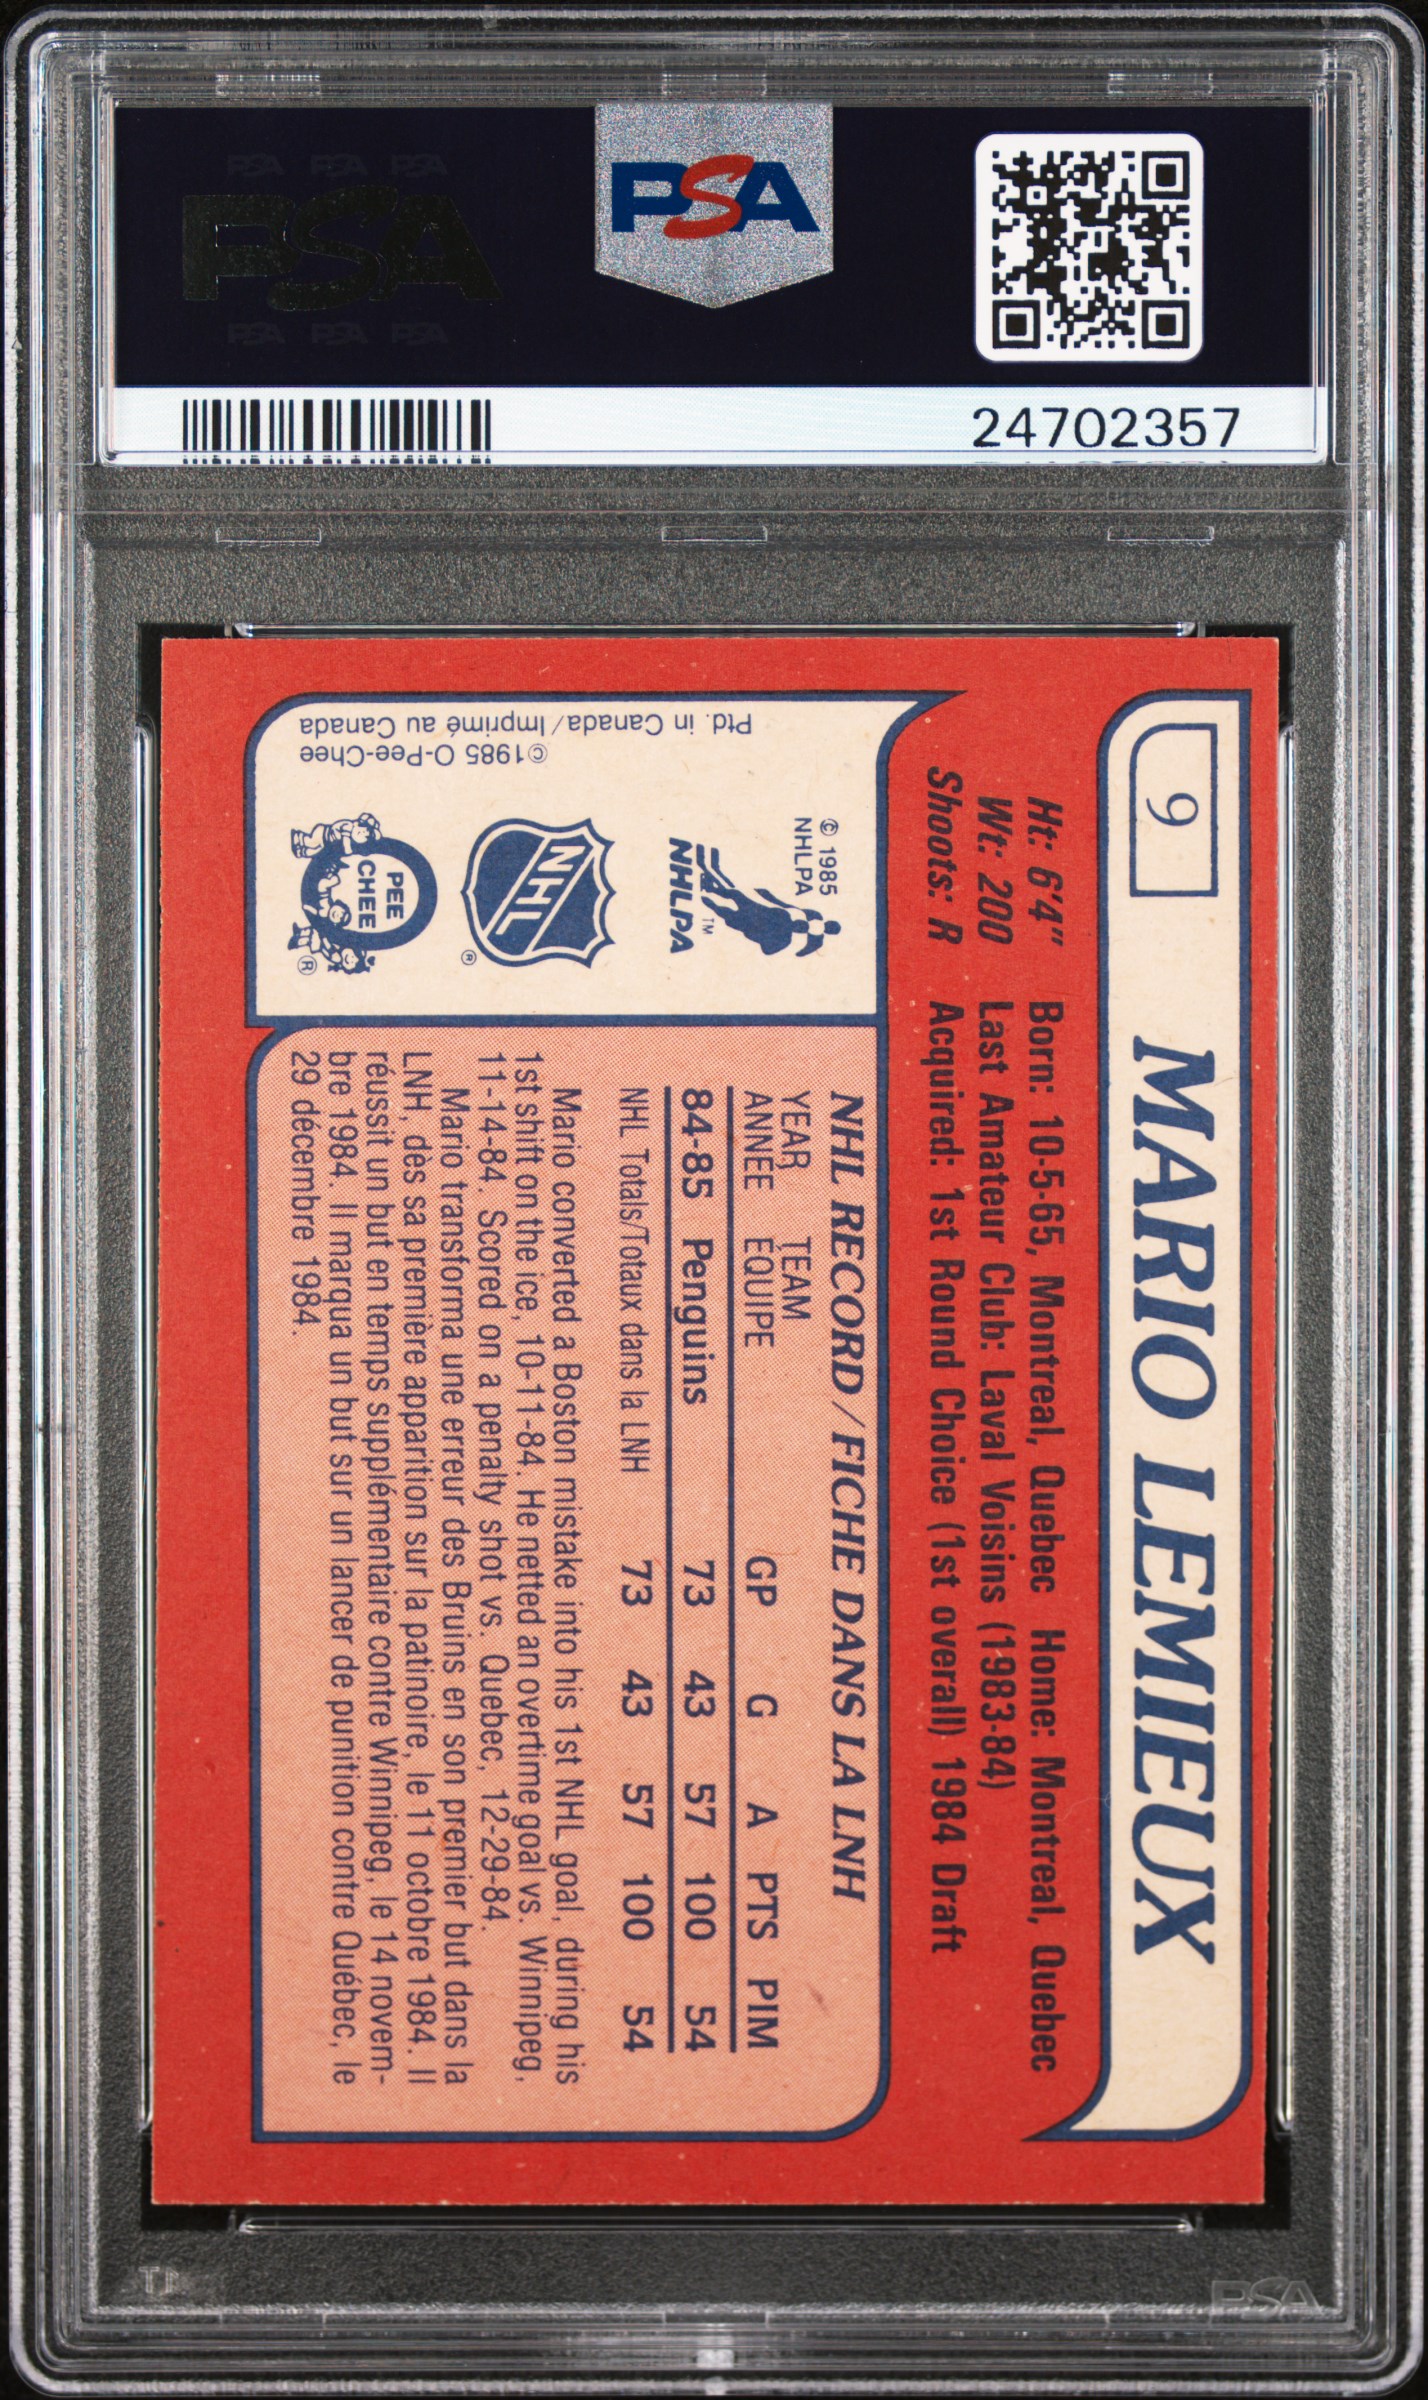 PSA PSA PSA
PSA
PSA PSA PSA
PSA
24702357
9
MARIO LEMIEUX
Ht: 6'4" Born: 10-5-65, Montreal, Quebec Home: Montreal, Quebec
Wt: 200 Last Amateur Club: Laval Voisins (1983-84)
Shoots: R Acquired: 1st Round Choice (1st overall) 1984 Draft
© 1985
NHLPA
NHLPA
TM
NHL
®
PEE
CHEE
®
©1985 O-Pee-Chee
Ptd. in Canada/Imprimé au Canada
NHL RECORD/FICHE DANS LA LNH
YEAR TEAM
ANNEE EQUIPE GP G A PTS PIM
84-85 Penguins 73 43 57 100 54
NHL Totals/Totaux dans la LNH 73 43 57 100 54
Mario converted a Boston mistake into his 1st NHL goal, during his
1st shift on the ice, 10-11-84. He netted an overtime goal vs. Winnipeg,
11-14-84. Scored on a penalty shot vs. Quebec, 12-29-84.
Mario transforma une erreur des Bruins en son premier but dans la
LNH, dès sa première apparition sur la patinoire, le 11 octobre 1984. Il
réussit un but en temps supplémentaire contre Winnipeg, le 14 novem-
bre 1984. Il marqua un but sur un lancer de punition contre Québec, le
29 décembre 1984.
PSA